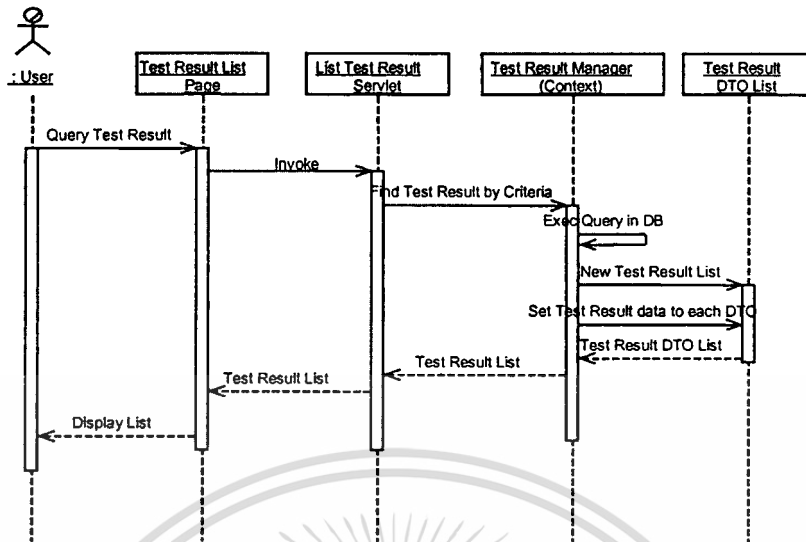 : User
Test Result List
Page
List Test Result
Servlet
Test Result Manager
(Context)
Test Result
DTO List
Query Test Result
Invoke
Find Test Result by Criteria
Exec Query in DB
New Test Result List
Set Test Result data to each DTO
Test Result DTO List
Test Result List
Test Result List
Display List